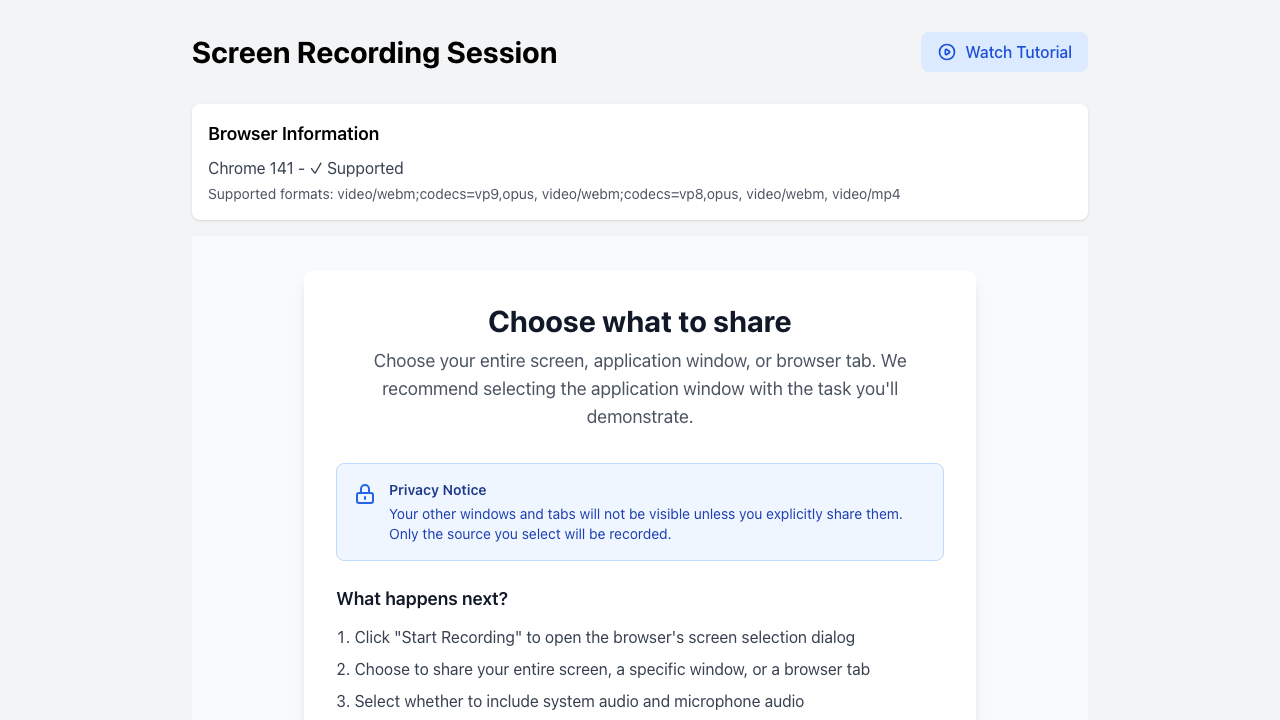 Screen Recording Session
Watch Tutorial
Browser Information
Chrome 141 - ✓ Supported
Supported formats: video/webm;codecs=vp9,opus, video/webm;codecs=vp8,opus, video/webm, video/mp4
Choose what to share
Choose your entire screen, application window, or browser tab. We
recommend selecting the application window with the task you'll
demonstrate.
Privacy Notice
Your other windows and tabs will not be visible unless you explicitly share them.
Only the source you select will be recorded.
What happens next?
1. Click "Start Recording" to open the browser's screen selection dialog
2. Choose to share your entire screen, a specific window, or a browser tab
3. Select whether to include system audio and microphone audio